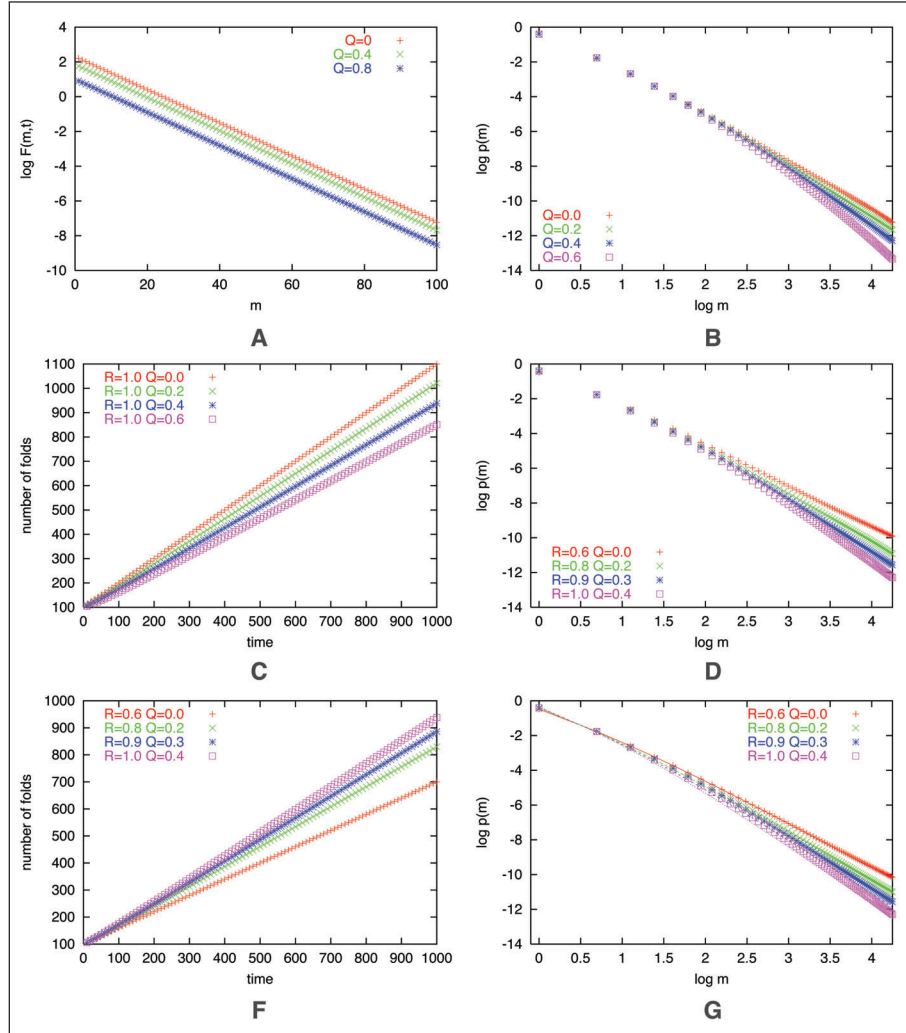 4
2
0
-2
-4
-6
-8
-10
log F(m,t)
0 20 40 60 80 100
m
Q=0
Q=0.4
Q=0.8
A
0
-2
-4
-6
-8
-10
-12
-14
log p(m)
0 0.5 1 1.5 2 2.5 3 3.5 4
log m
Q=0.0
Q=0.2
Q=0.4
Q=0.6
B
1100
1000
900
800
700
600
500
400
300
200
100
number of folds
0 100 200 300 400 500 600 700 800 900 1000
time
R=1.0 Q=0.0
R=1.0 Q=0.2
R=1.0 Q=0.4
R=1.0 Q=0.6
C
0
-2
-4
-6
-8
-10
-12
-14
log p(m)
0 0.5 1 1.5 2 2.5 3 3.5 4
log m
R=0.6 Q=0.0
R=0.8 Q=0.2
R=0.9 Q=0.3
R=1.0 Q=0.4
D
1000
900
800
700
600
500
400
300
200
100
number of folds
0 100 200 300 400 500 600 700 800 900 1000
time
R=0.6 Q=0.0
R=0.8 Q=0.2
R=0.9 Q=0.3
R=1.0 Q=0.4
F
0
-2
-4
-6
-8
-10
-12
-14
log p(m)
0 0.5 1 1.5 2 2.5 3 3.5 4
log m
R=0.6 Q=0.0
R=0.8 Q=0.2
R=0.9 Q=0.3
R=1.0 Q=0.4
G